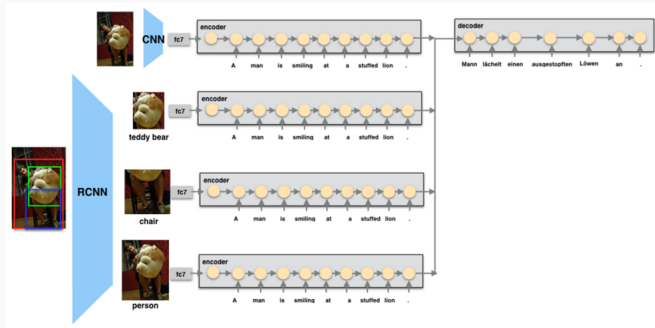 CNN
fc7
encoder
A man is smiling at a stuffed lion .
decoder
Mann lächelt einen ausgestopften Löwen an .
RCNN
teddy bear
fc7
encoder
A man is smiling at a stuffed lion .
chair
fc7
encoder
A man is smiling at a stuffed lion .
person
fc7
encoder
A man is smiling at a stuffed lion .